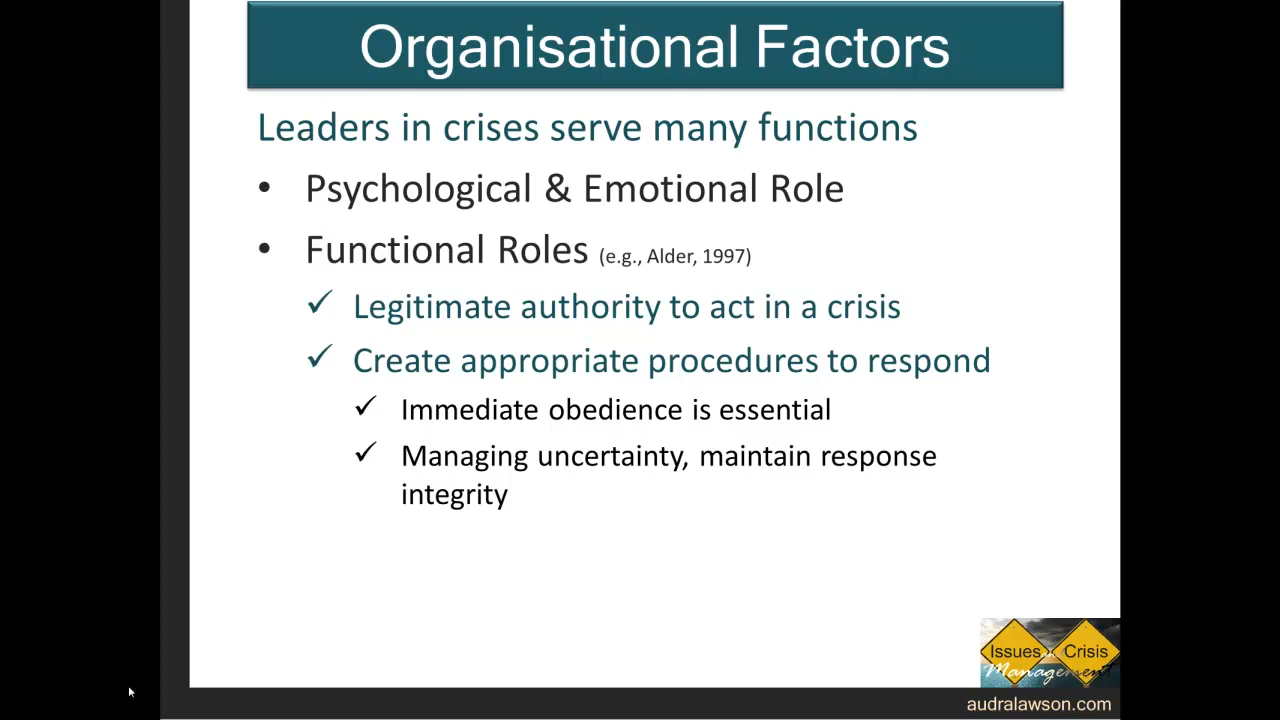 Organisational Factors
Leaders in crises serve many functions
• Psychological & Emotional Role
• Functional Roles (e.g., Alder, 1997)
✓ Legitimate authority to act in a crisis
✓ Create appropriate procedures to respond
✓ Immediate obedience is essential
✓ Managing uncertainty, maintain response
integrity
Issues Crisis
Management
audralawson.com